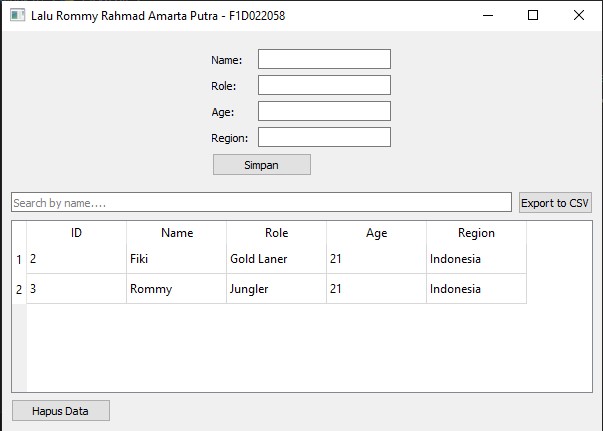 Lalu Rommy Rahmad Amarta Putra - F1D022058
Name:
Role:
Age:
Region:
Simpan
Search by name.... Export to CSV
ID Name Role Age Region
1 2 Fiki Gold Laner 21 Indonesia
2 3 Rommy Jungler 21 Indonesia
Hapus Data